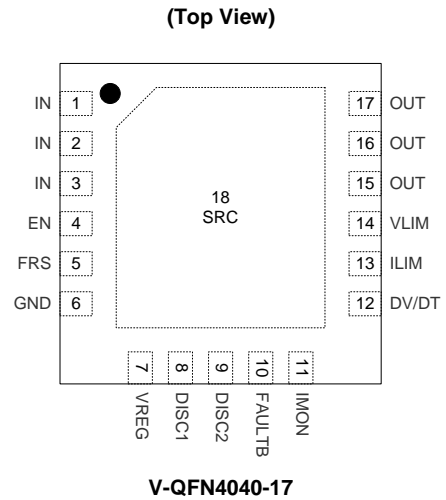 (Top View)
IN 1
IN 2
IN 3
EN 4
FRS 5
GND 6
18
SRC
17 OUT
16 OUT
15 OUT
14 VLIM
13 ILIM
12 DV/DT
7 VREG
8 DISC1
9 DISC2
10 FAULTB
11 IMON
V-QFN4040-17